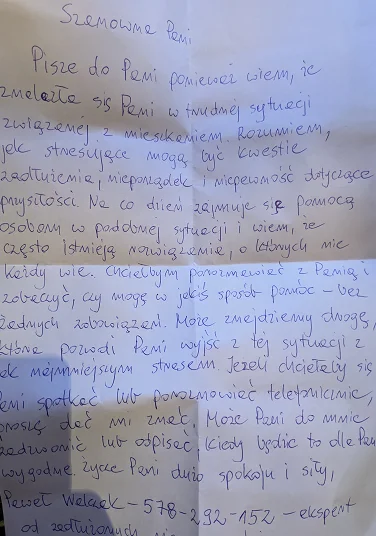 Szanowna Pani
Piszę do Pani ponieważ wiem, że
znalazła się Pani w trudnej sytuacji
związanej z mieszkaniem. Rozumiem,
jak stresujące mogą być kwestie
zadłużenia, nieporządek i niepewność dotyczące
przyszłości. Na co dzień zajmuje się pomocą
osobom w podobnej sytuacji i wiem, że
często istnieją rozwiązania, o których nie
każdy wie. Chciałbym porozmawiać z Panią i
zobaczyć, czy mogę w jakiś sposób pomóc – bez
żadnych zobowiązań. Może znajdziemy drogę,
która pozwoli Pani wyjść z tej sytuacji z
jak najmniejszym stresem. Jeżeli chciałaby się
Pani spotkać lub porozmawiać telefonicznie,
proszę dać mi znać. Może Pani do mnie
zadzwonić lub odpisać, kiedy będzie to dla Pani
wygodne. Życzę Pani dużo spokoju i siły,
Paweł – 578-292-152 – ekspert
od zadłużonych